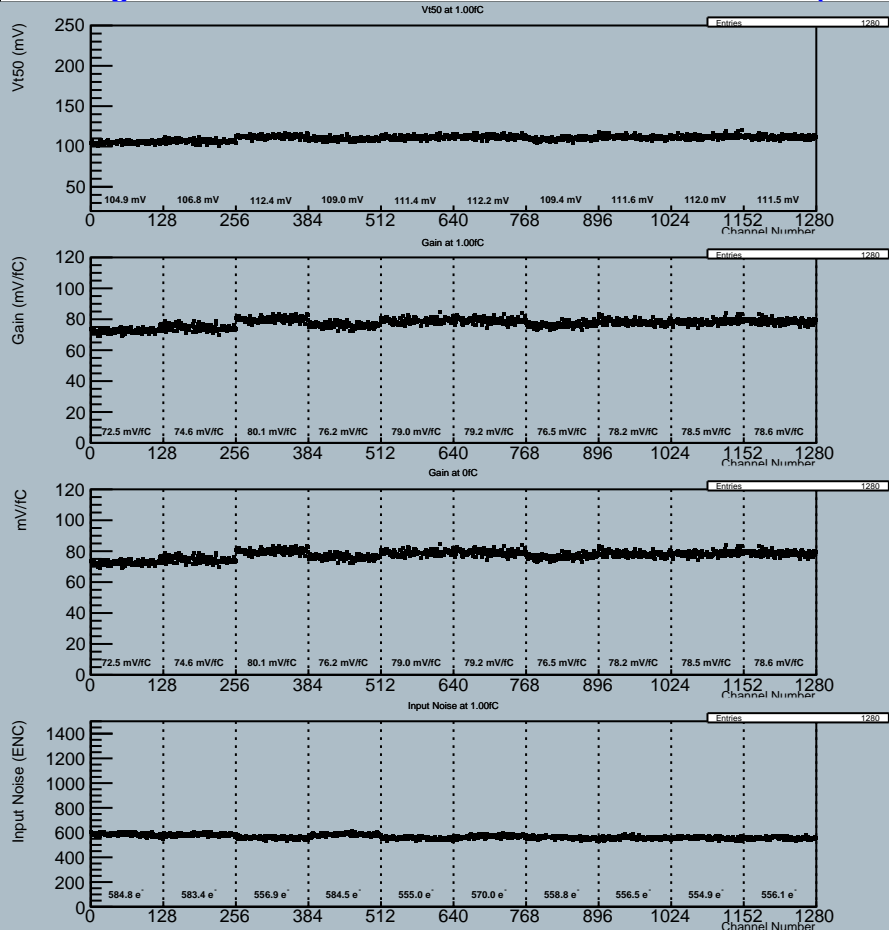 Vt50 at 1.00fC
Entries 1280
Vt50 (mV)
250
200
150
100
50
104.9 mV 106.8 mV 112.4 mV 109.0 mV 111.4 mV 112.2 mV 109.4 mV 111.6 mV 112.0 mV 111.5 mV
0 128 256 384 512 640 768 896 1024 1152 1280
Channel Number
Gain at 1.00fC
Entries 1280
Gain (mV/fC)
120
100
80
60
40
20
0
72.5 mV/fC 74.6 mV/fC 80.1 mV/fC 76.2 mV/fC 79.0 mV/fC 79.2 mV/fC 76.5 mV/fC 78.2 mV/fC 78.5 mV/fC 78.6 mV/fC
0 128 256 384 512 640 768 896 1024 1152 1280
Channel Number
Gain at 0fC
Entries 1280
mV/fC
120
100
80
60
40
20
0
72.5 mV/fC 74.6 mV/fC 80.1 mV/fC 76.2 mV/fC 79.0 mV/fC 79.2 mV/fC 76.5 mV/fC 78.2 mV/fC 78.5 mV/fC 78.6 mV/fC
0 128 256 384 512 640 768 896 1024 1152 1280
Channel Number
Input Noise at 1.00fC
Entries 1280
Input Noise (ENC)
1400
1200
1000
800
600
400
200
0
584.8 e⁻ 583.4 e⁻ 556.9 e⁻ 584.5 e⁻ 555.0 e⁻ 570.0 e⁻ 558.8 e⁻ 556.5 e⁻ 554.9 e⁻ 556.1 e⁻
0 128 256 384 512 640 768 896 1024 1152 1280
Channel Number